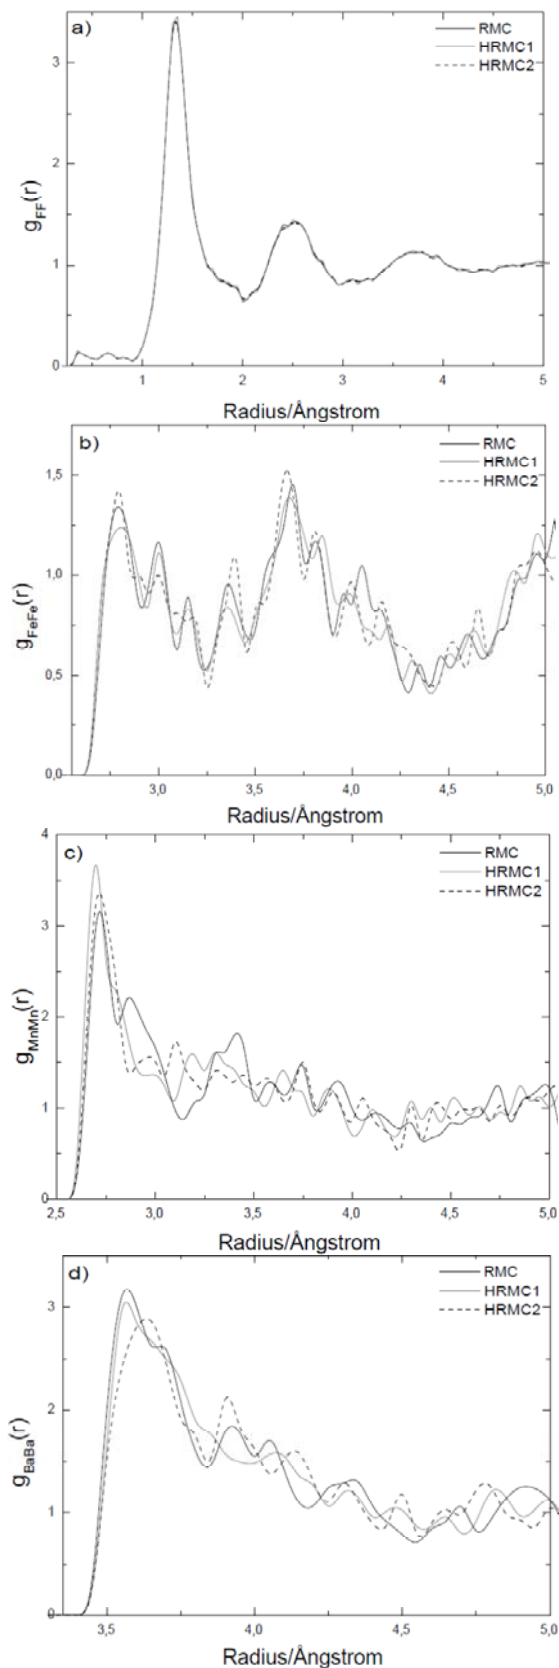 a)
RMC
HRMC1
HRMC2
3
2
1
0
g_FF(r)
1 2 3 4 5
Radius/Ångstrom
b)
RMC
HRMC1
HRMC2
1,5
1,0
0,5
0,0
g_FeFe(r)
3,0 3,5 4,0 4,5 5,0
Radius/Ångstrom
c)
RMC
HRMC1
HRMC2
4
3
2
1
0
g_MnMn(r)
2,5 3,0 3,5 4,0 4,5 5,0
Radius/Ångstrom
d)
RMC
HRMC1
HRMC2
3
2
1
0
g_BaBa(r)
3,5 4,0 4,5 5,0
Radius/Ångstrom